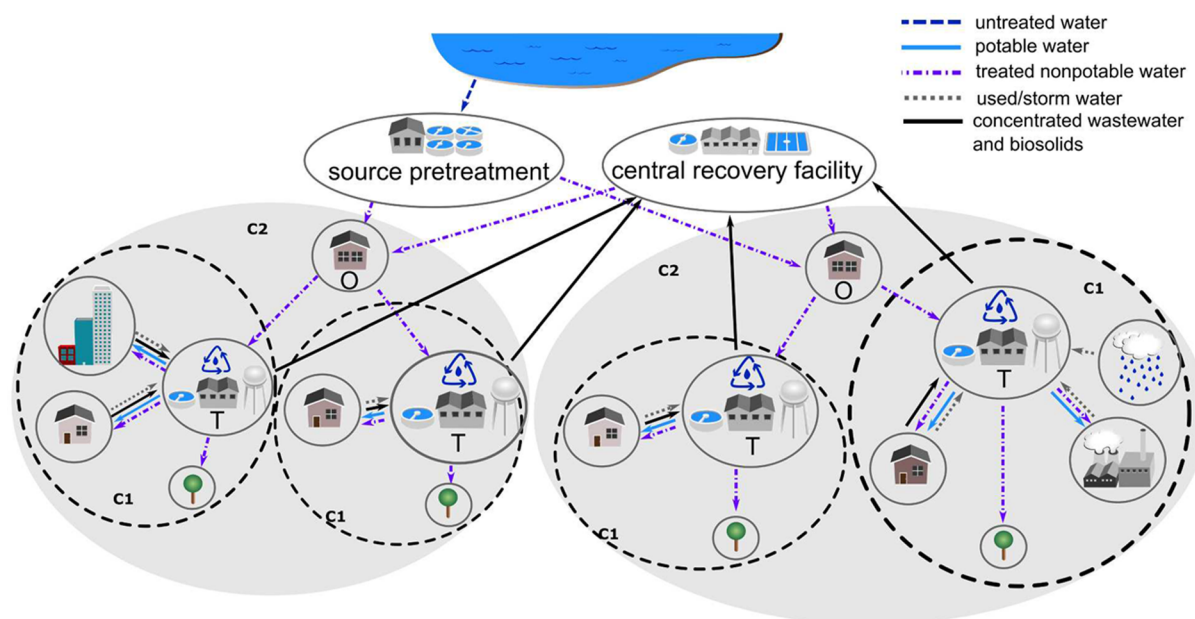 untreated water
potable water
treated nonpotable water
used/storm water
concentrated wastewater
and biosolids
source pretreatment
central recovery facility
C2
O
C2
O
C1
T
T
T
T
C1
C1
C1